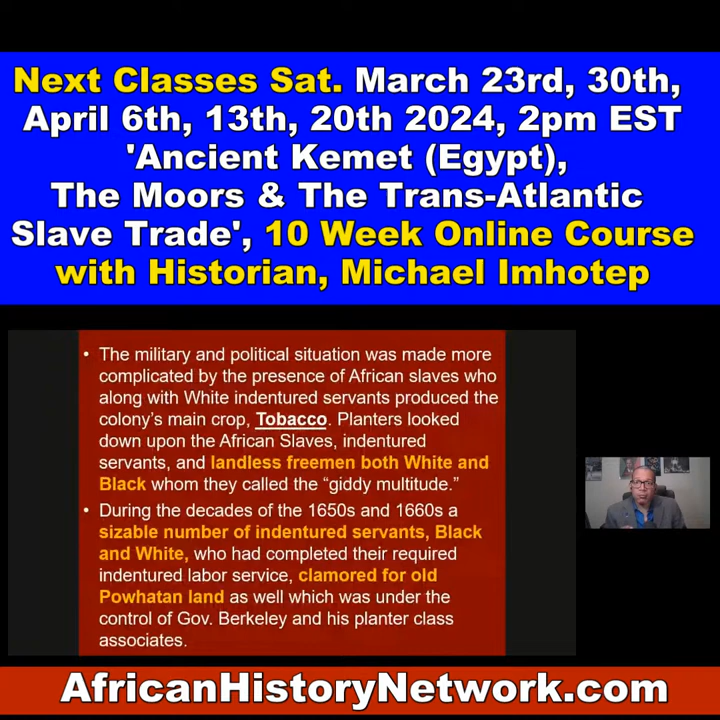 Next Classes Sat. March 23rd, 30th,
April 6th, 13th, 20th 2024, 2pm EST
'Ancient Kemet (Egypt),
The Moors & The Trans-Atlantic
Slave Trade', 10 Week Online Course
with Historian, Michael Imhotep
• The military and political situation was made more
complicated by the presence of African slaves who
along with White indentured servants produced the
colony's main crop, Tobacco. Planters looked
down upon the African Slaves, indentured
servants, and landless freemen both White and
Black whom they called the “giddy multitude.”
• During the decades of the 1650s and 1660s a
sizable number of indentured servants, Black
and White, who had completed their required
indentured labor service, clamored for old
Powhatan land as well which was under the
control of Gov. Berkeley and his planter class
associates.
AfricanHistoryNetwork.com